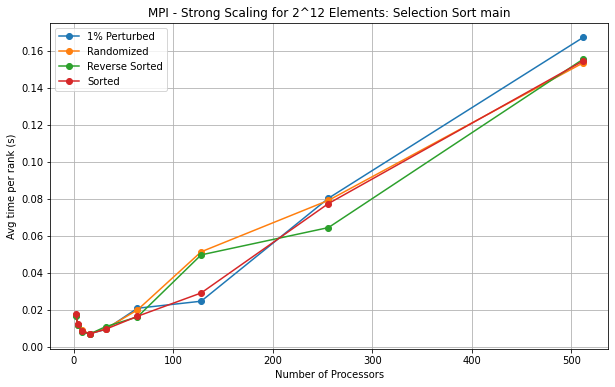 MPI - Strong Scaling for 2^12 Elements: Selection Sort main
1% Perturbed
Randomized
Reverse Sorted
Sorted
Avg time per rank (s)
0.16
0.14
0.12
0.10
0.08
0.06
0.04
0.02
0.00
0 100 200 300 400 500
Number of Processors